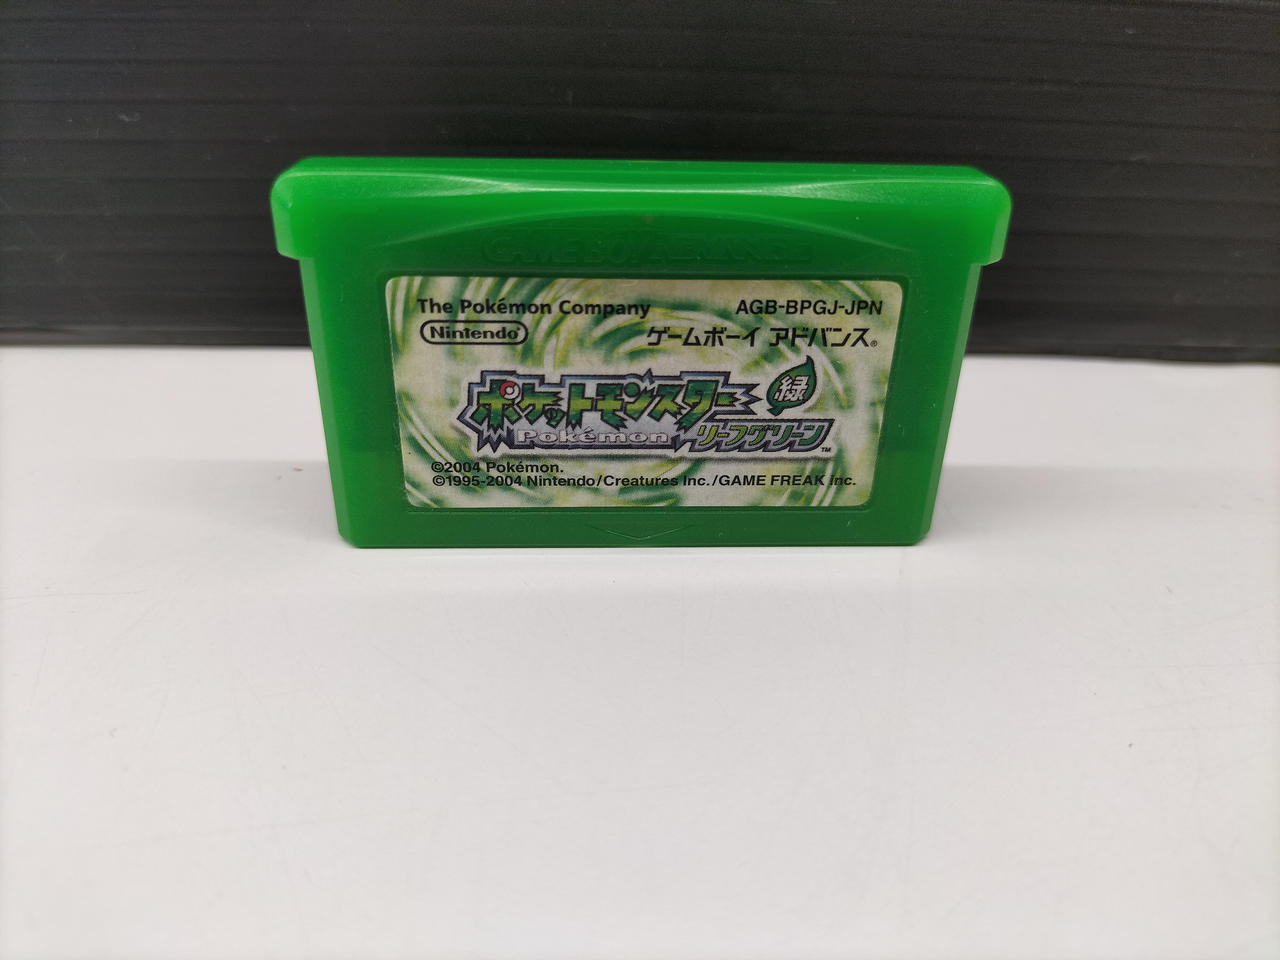 GAME BOY ADVANCE
The Pokémon Company AGB-BPGJ-JPN
Nintendo® ゲームボーイ アドバンス®
ポケットモンスター 緑
Pokémon リーフグリーン™
©2004 Pokémon.
©1995-2004 Nintendo/Creatures Inc./GAME FREAK inc.